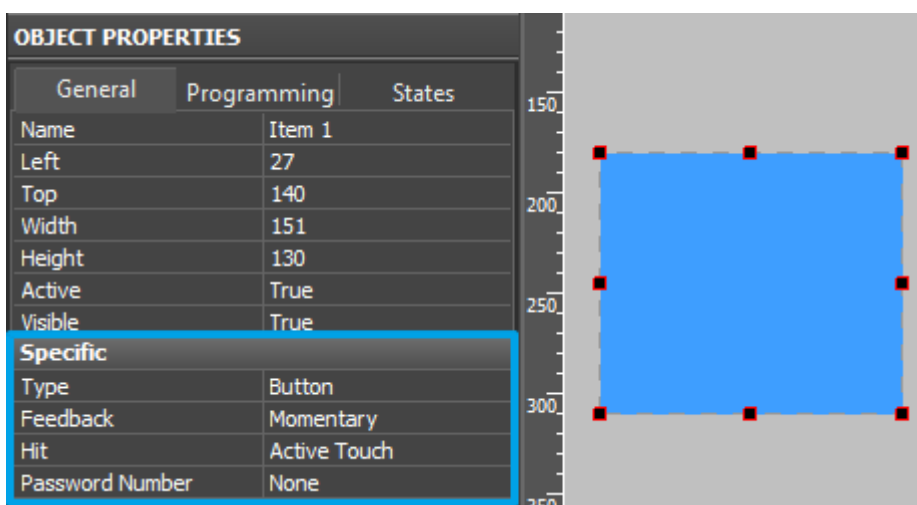 OBJECT PROPERTIES
General Programming States
Name Item 1
Left 27
Top 140
Width 151
Height 130
Active True
Visible True
Specific
Type Button
Feedback Momentary
Hit Active Touch
Password Number None
150
200
250
300
350